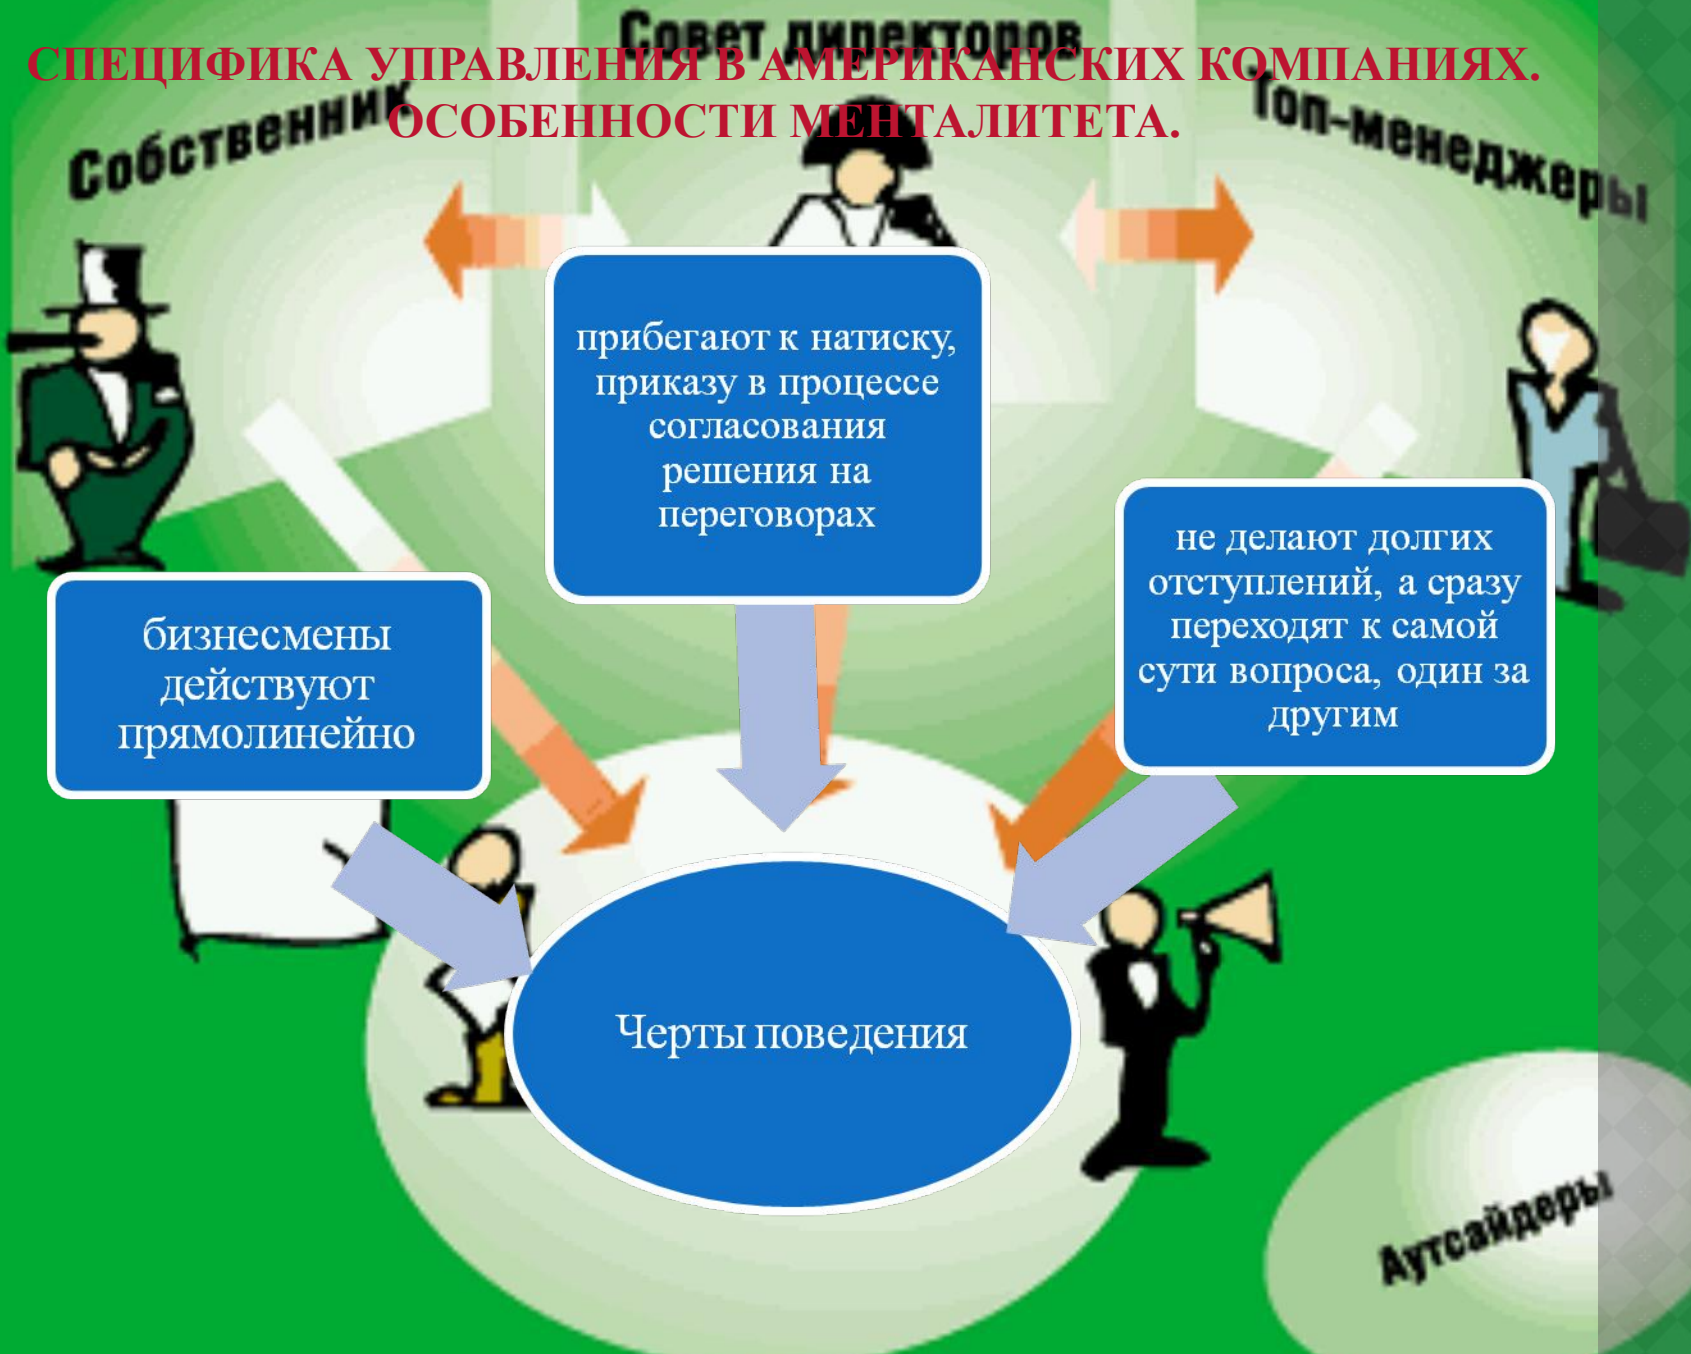 Совет директоров
СПЕЦИФИКА УПРАВЛЕНИЯ В АМЕРИКАНСКИХ КОМПАНИЯХ.
ОСОБЕННОСТИ МЕНТАЛИТЕТА.
Собственник
Топ-менеджеры
прибегают к натиску,
приказу в процессе
согласования
решения на
переговорах
не делают долгих
отступлений, а сразу
переходят к самой
сути вопроса, один за
другим
бизнесмены
действуют
прямолинейно
Черты поведения
Аутсайдеры